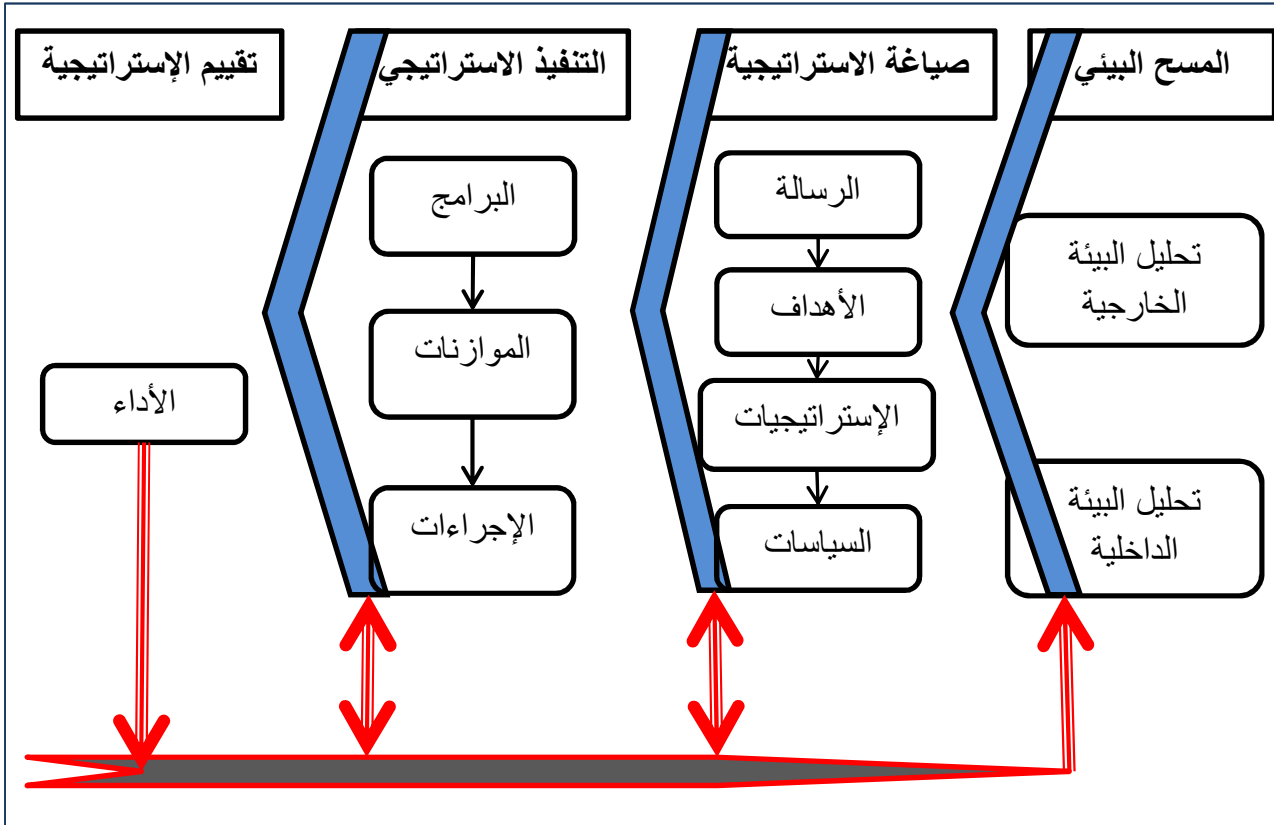 المسح البيئي
صياغة الاستراتيجية
التنفيذ الاستراتيجي
تقييم الإستراتيجية
تحليل البيئة
الخارجية
تحليل البيئة
الداخلية
الرسالة
الأهداف
الإستراتيجيات
السياسات
البرامج
الموازنات
الإجراءات
الأداء